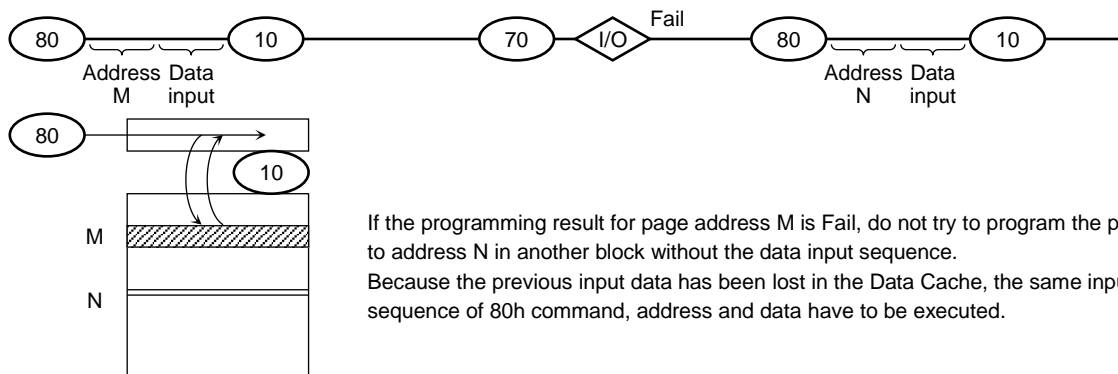 80
Address
M
Data
input
10
70
I/O
Fail
80
Address
N
Data
input
10
80
10
M
N
If the programming result for page address M is Fail, do not try to program the
to address N in another block without the data input sequence.
Because the previous input data has been lost in the Data Cache, the same
sequence of 80h command, address and data have to be executed.